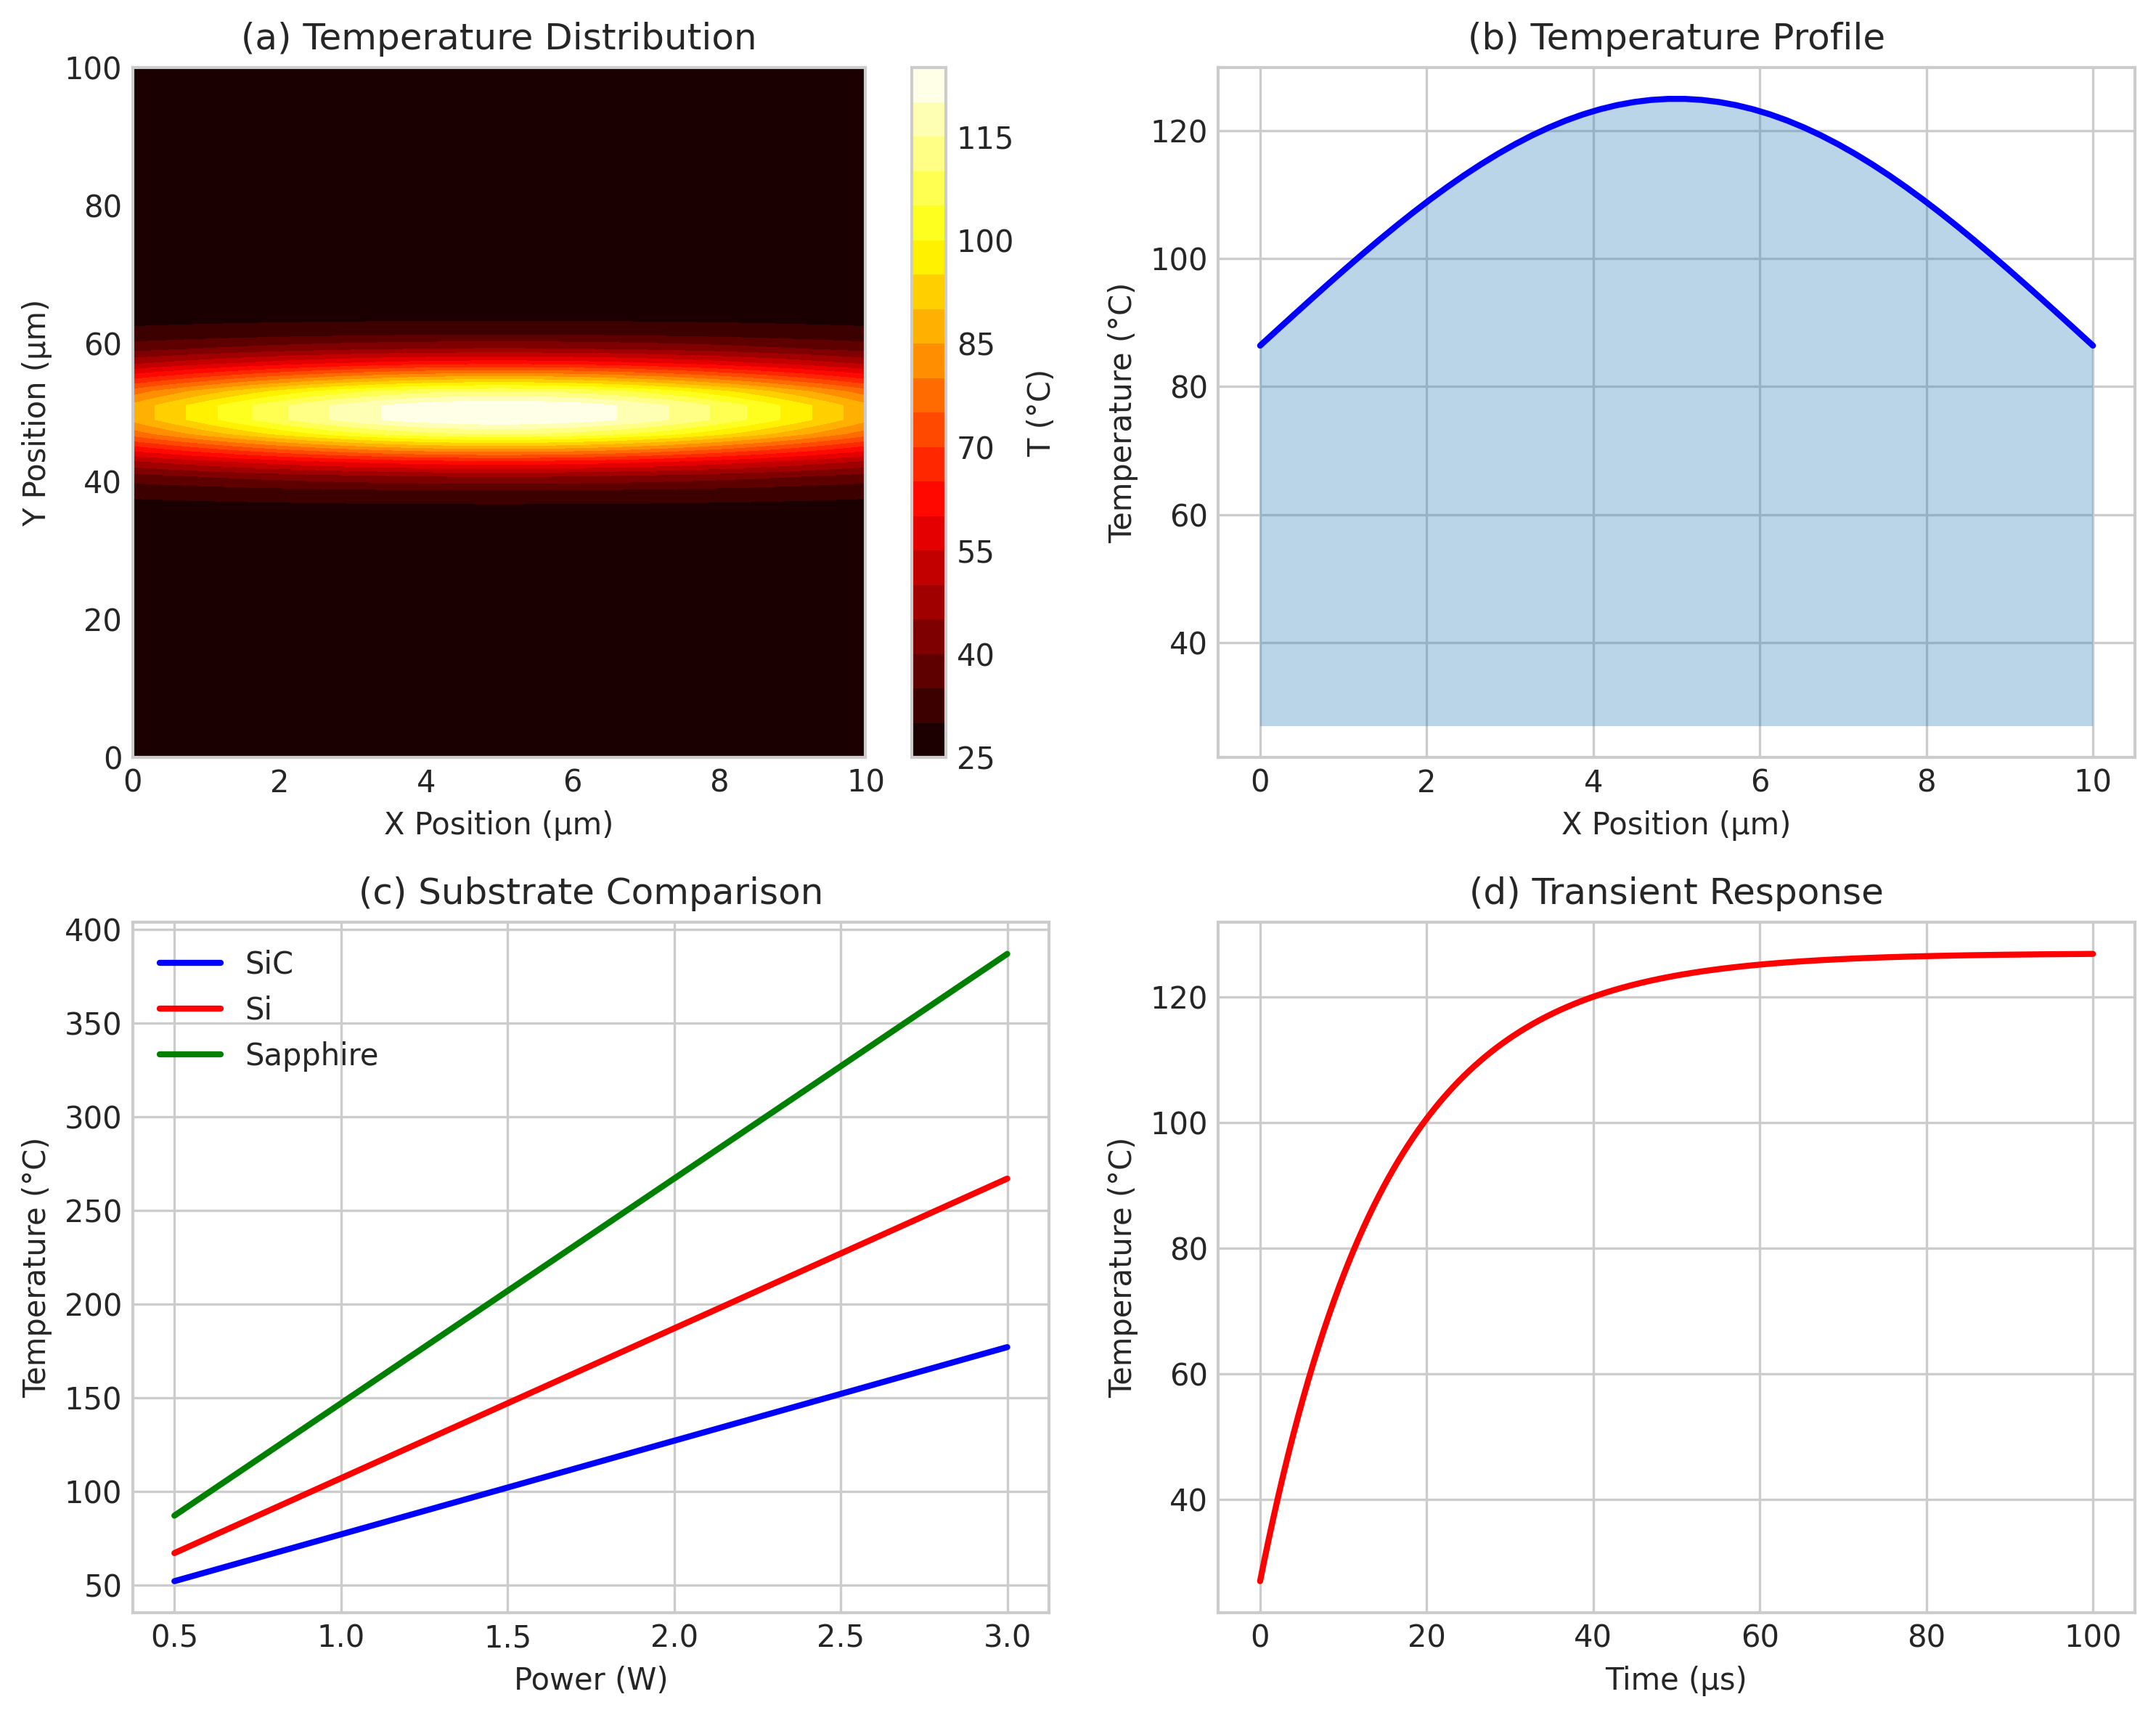 (a) Temperature Distribution
100
80
60
40
20
0
Y Position (μm)
0 2 4 6 8 10
X Position (μm)
115
100
85
70
55
40
25
T (°C)
(b) Temperature Profile
120
100
80
60
40
Temperature (°C)
0 2 4 6 8 10
X Position (μm)
(c) Substrate Comparison
400
350
300
250
200
150
100
50
Temperature (°C)
SiC
Si
Sapphire
0.5 1.0 1.5 2.0 2.5 3.0
Power (W)
(d) Transient Response
120
100
80
60
40
Temperature (°C)
0 20 40 60 80 100
Time (μs)